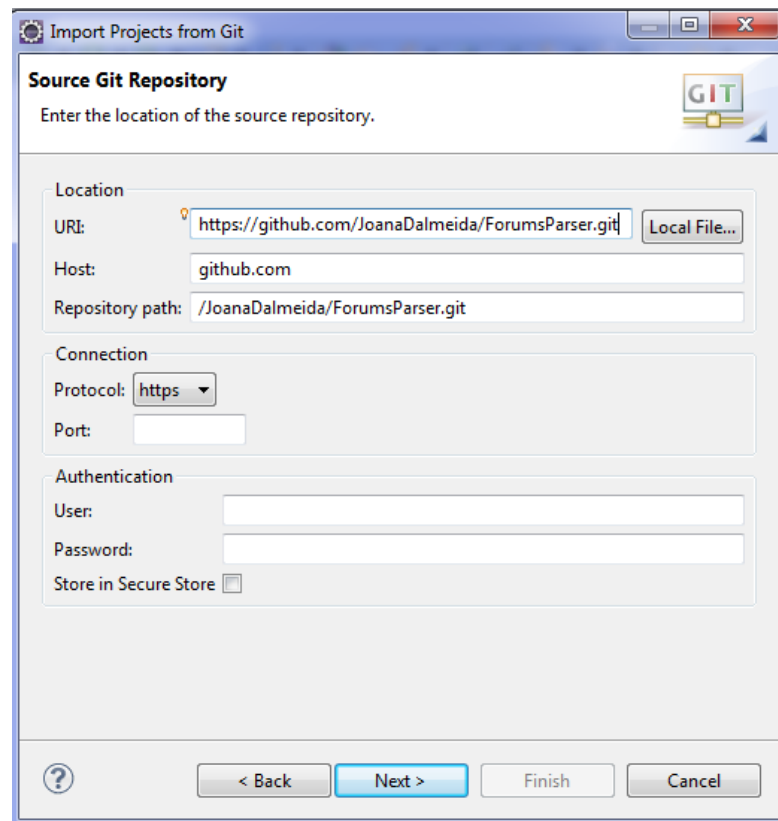 Import Projects from Git
Source Git Repository
Enter the location of the source repository.
GIT
Location
URI: https://github.com/JoanaDalmeida/ForumsParser.git Local File...
Host: github.com
Repository path: /JoanaDalmeida/ForumsParser.git
Connection
Protocol: https
Port:
Authentication
User:
Password:
Store in Secure Store
? < Back Next > Finish Cancel